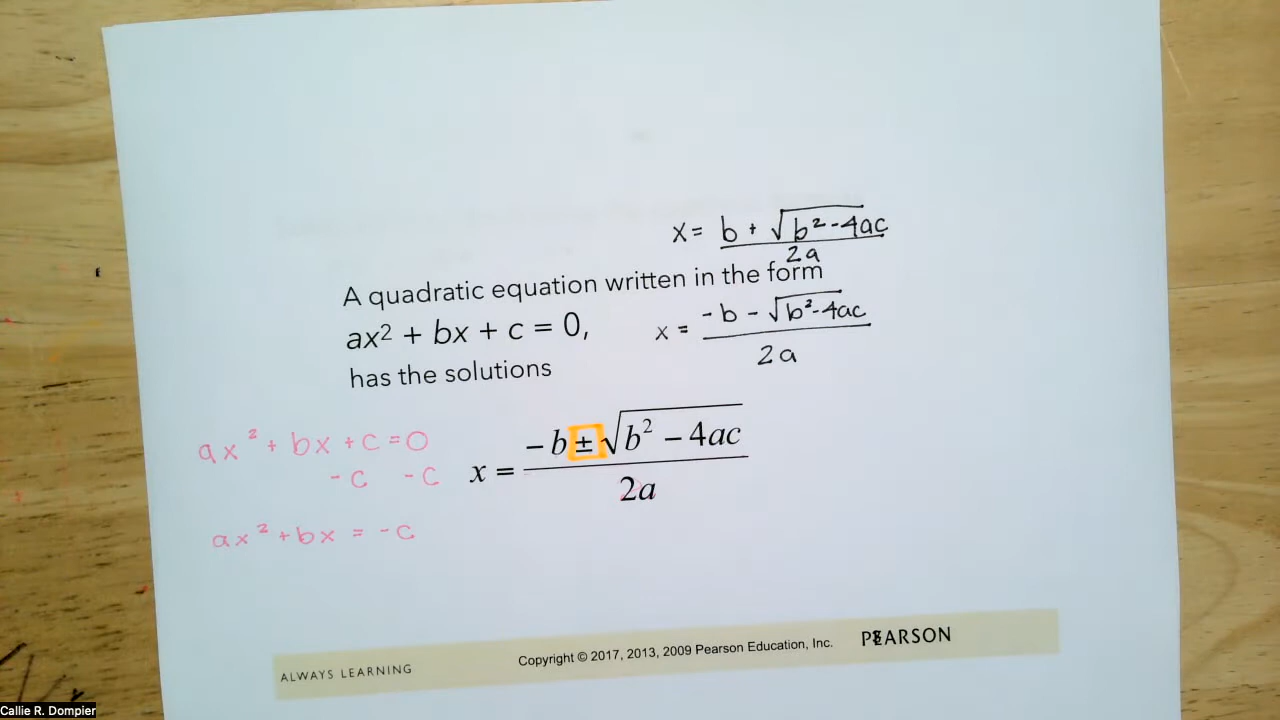 x = b + √b² - 4ac
2a
A quadratic equation written in the form
ax² + bx + c = 0,
x = -b - √b² - 4ac
2a
has the solutions
ax² + bx + c = 0
-c -c
ax² + bx = -c
x = -b ± √b² - 4ac
2a
ALWAYS LEARNING
Copyright © 2017, 2013, 2009 Pearson Education, Inc.
PEARSON
Callie R. Dompier